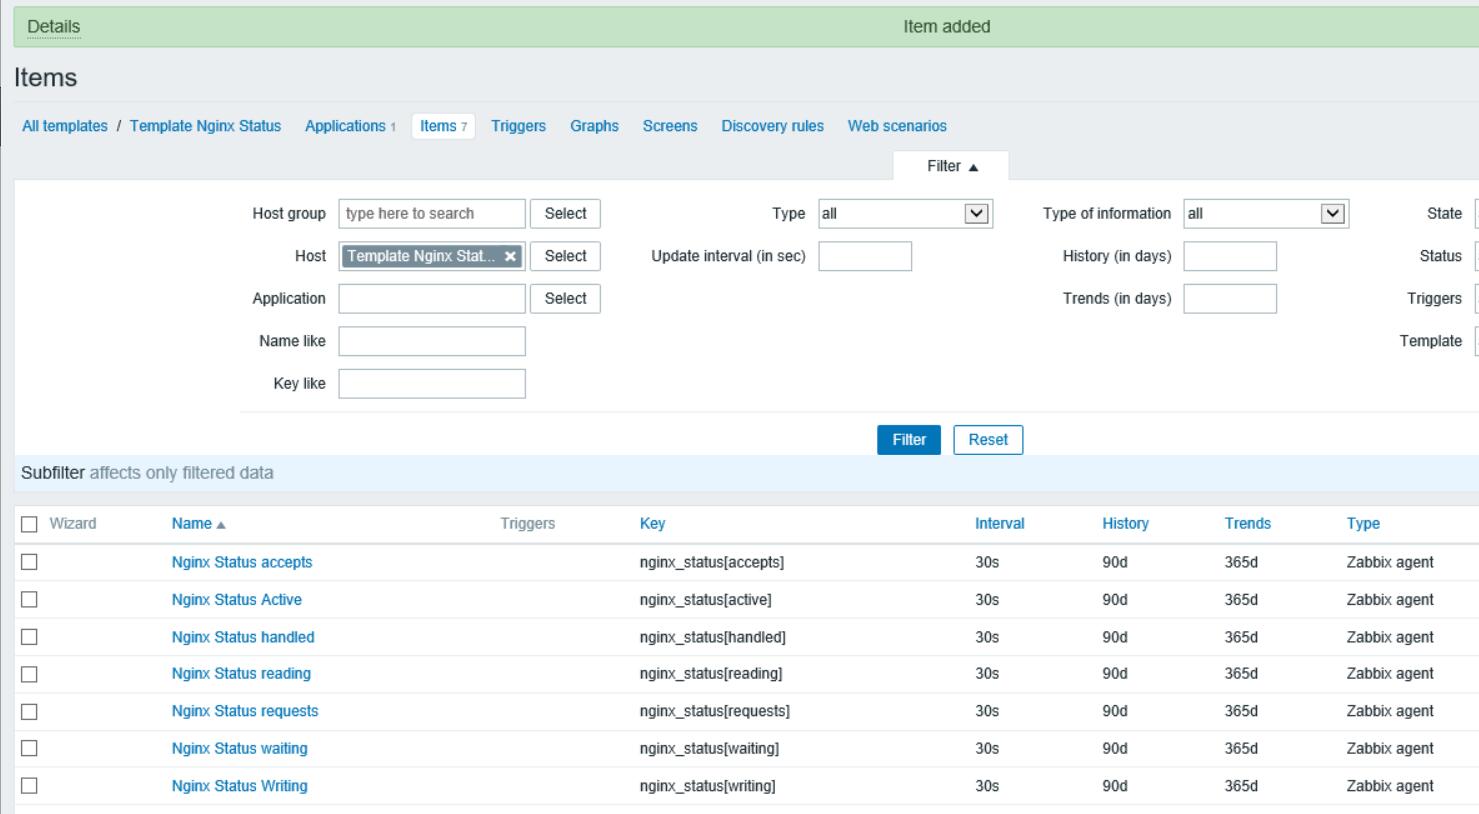 Details Item added
Items
All templates / Template Nginx Status Applications 1 Items 7 Triggers Graphs Screens Discovery rules Web scenarios
Filter ▲
Host group type here to search Select Type all Type of information all State
Host Template Nginx Stat... × Select Update interval (in sec) History (in days) Status
Application Select Trends (in days) Triggers
Name like Template
Key like
Filter Reset
Subfilter affects only filtered data
Wizard Name ▲ Triggers Key Interval History Trends Type
Nginx Status accepts nginx_status[accepts] 30s 90d 365d Zabbix agent
Nginx Status Active nginx_status[active] 30s 90d 365d Zabbix agent
Nginx Status handled nginx_status[handled] 30s 90d 365d Zabbix agent
Nginx Status reading nginx_status[reading] 30s 90d 365d Zabbix agent
Nginx Status requests nginx_status[requests] 30s 90d 365d Zabbix agent
Nginx Status waiting nginx_status[waiting] 30s 90d 365d Zabbix agent
Nginx Status Writing nginx_status[writing] 30s 90d 365d Zabbix agent